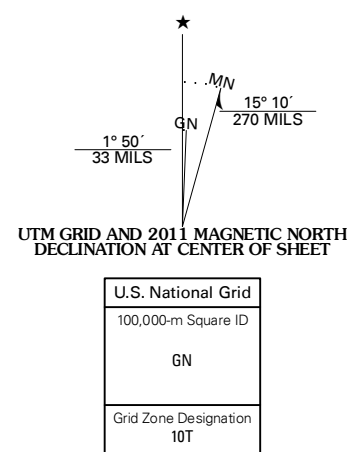 ★
MN
GN
15° 10´
270 MILS
1° 50´
33 MILS
UTM GRID AND 2011 MAGNETIC NORTH
DECLINATION AT CENTER OF SHEET
U.S. National Grid
100,000-m Square ID
GN
Grid Zone Designation
10T